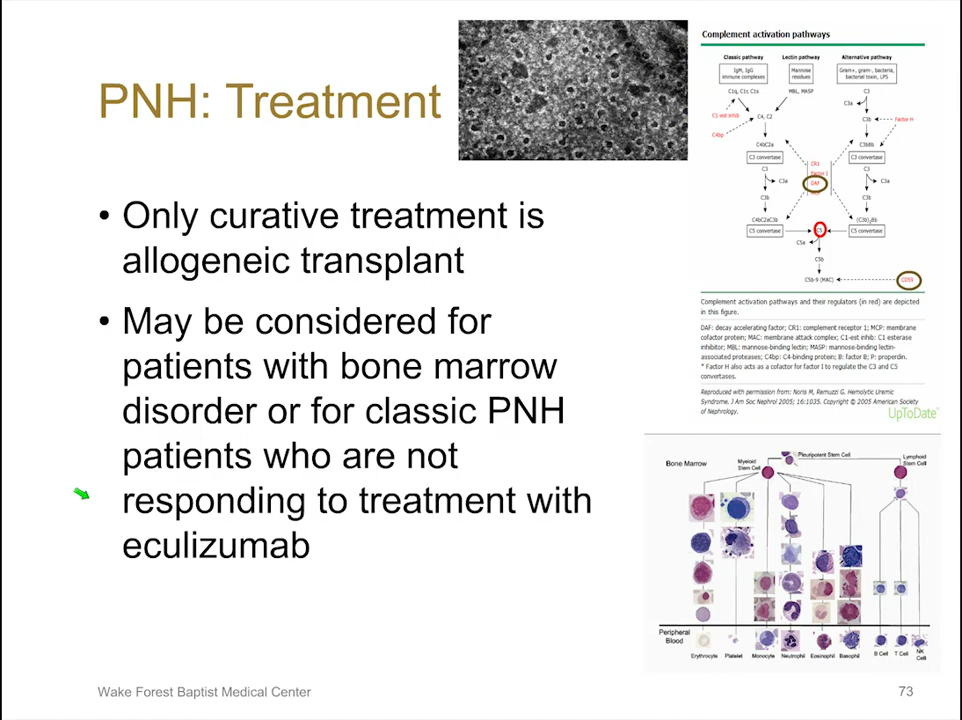 PNH: Treatment
• Only curative treatment is
allogeneic transplant
• May be considered for
patients with bone marrow
disorder or for classic PNH
patients who are not
responding to treatment with
eculizumab
Complement activation pathways
Classic pathway
Lectin pathway
Alternative pathway
IgM, IgG
immune complexes
Mannose
residues
Gram+, gram-, bacteria,
bacterial toxin, LPS
C1q, C1r, C1s
MBL, MASP
C3
C3a
C1-est inhib
C4, C2
C3b
Factor H
C4bp
C4bC2a
C3bBb
C3 convertase
C3 convertase
CR1
Factor I
DAF
C3
C3a
C3
C3a
C3b
C3b
C4bC2aC3b
(C3b)2Bb
C5 convertase
C5
C5 convertase
C5a
C5b
C5b-9 (MAC)
CD59
Complement activation pathways and their regulators (in red) are depicted
in this figure.
DAF: decay accelerating factor; CR1: complement receptor 1; MCP: membrane
cofactor protein; MAC: membrane attack complex; C1-est inhib: C1 esterase
inhibitor; MBL: mannose-binding lectin; MASP: mannose-binding lectin-
associated proteases; C4bp: C4-binding protein; B: factor B; P: properdin.
* Factor H also acts as a cofactor for factor I to regulate the C3 and C5
convertases.
Reproduced with permission from: Noris M, Remuzzi G. Hemolytic Uremic
Syndrome. J Am Soc Nephrol 2005; 16:1035. Copyright © 2005 American Society
of Nephrology.
UpToDate
Bone Marrow
Myeloid
Stem Cell
Pleuripotent Stem Cell
Lymphoid
Stem Cell
Peripheral
Blood
Erythrocyte
Platelet
Monocyte
Neutrophil
Eosinophil
Basophil
B Cell
T Cell
NK
Cell
Wake Forest Baptist Medical Center
73